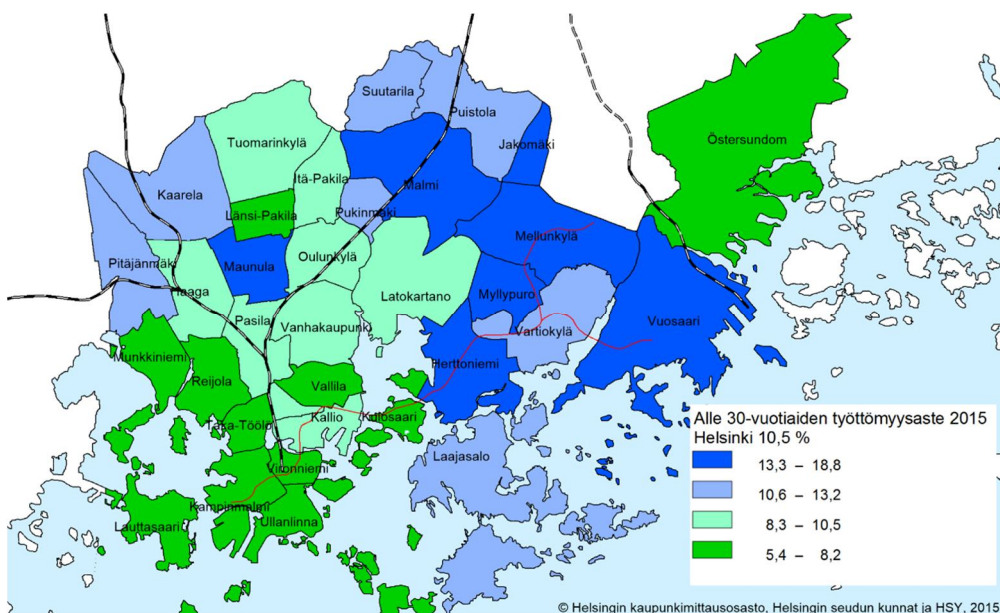 Suutarila
Puistola
Tuomarinkylä
Jakomäki
Östersundom
Itä-Pakila
Malmi
Kaarela
Länsi-Pakila
Pukinmäki
Mellunkylä
Oulunkylä
Pitäjänmäki
Maunula
Haaga
Latokartano
Myllypuro
Pasila
Vanhakaupunki
Vartiokylä
Vuosaari
Munkkiniemi
Herttoniemi
Reijola
Vallila
Kallio
Kulosaari
Taka-Töölö
Laajasalo
Vironniemi
Kampinmalmi
Lauttasaari
Ullanlinna
Alle 30-vuotiaiden työttömyysaste 2015
Helsinki 10,5 %
13,3 – 18,8
10,6 – 13,2
8,3 – 10,5
5,4 – 8,2
© Helsingin kaupunkimittausosasto, Helsingin seudun kunnat ja HSY, 2015